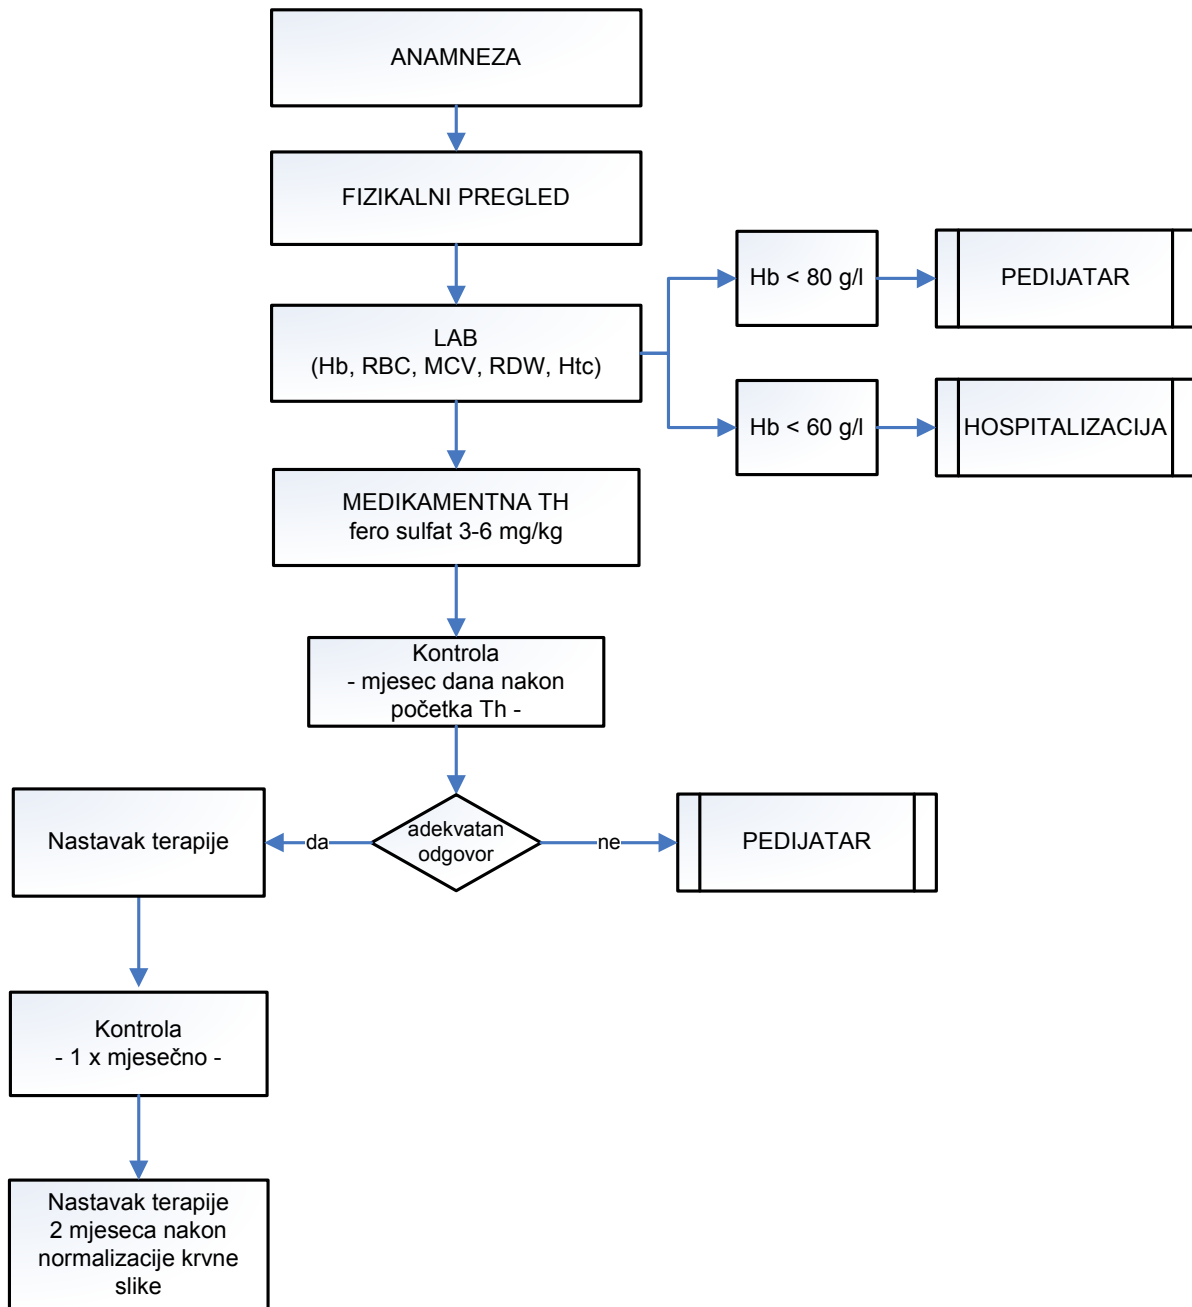 ANAMNEZA
FIZIKALNI PREGLED
LAB
(Hb, RBC, MCV, RDW, Htc)
Hb < 80 g/l
PEDIJATAR
Hb < 60 g/l
HOSPITALIZACIJA
MEDIKAMENTNA TH
fero sulfat 3-6 mg/kg
Kontrola
- mjesec dana nakon
početka Th -
adekvatan
odgovor
da
ne
Nastavak terapije
PEDIJATAR
Kontrola
- 1 x mjesečno -
Nastavak terapije
2 mjeseca nakon
normalizacije krvne
slike